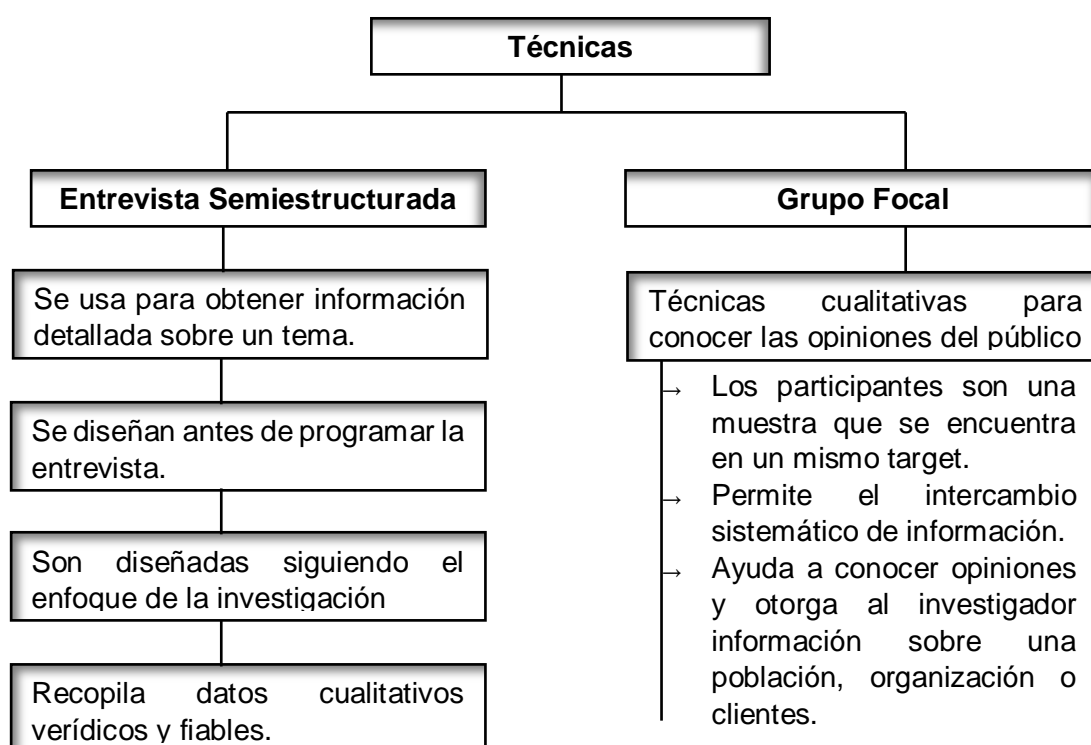 Técnicas
Entrevista Semiestructurada
Se usa para obtener información
detallada sobre un tema.
Se diseñan antes de programar la
entrevista.
Son diseñadas siguiendo el
enfoque de la investigación
Recopila datos cualitativos
verídicos y fiables.
Grupo Focal
Técnicas cualitativas para
conocer las opiniones del público
→ Los participantes son una
muestra que se encuentra
en un mismo target.
→ Permite el intercambio
sistemático de información.
→ Ayuda a conocer opiniones
y otorga al investigador
información sobre una
población, organización o
clientes.